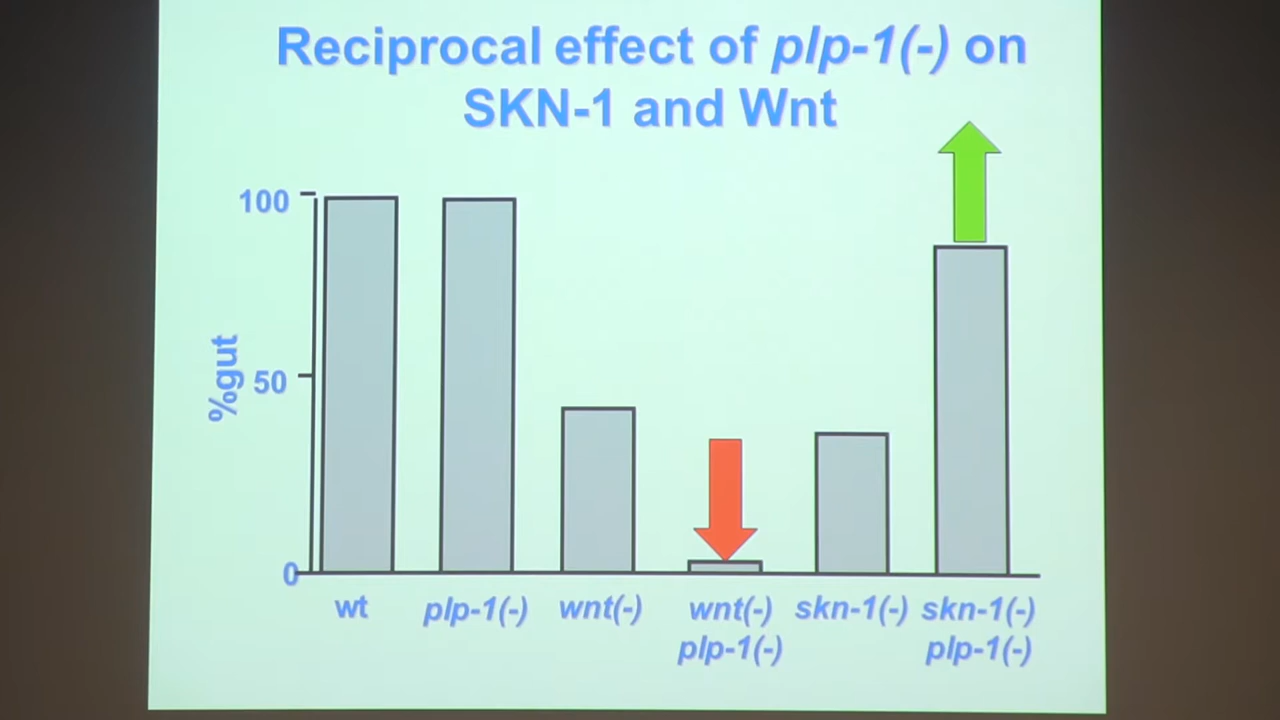 Reciprocal effect of plp-1(-) on
SKN-1 and Wnt
100
50
0
%gut
wt
plp-1(-)
wnt(-)
wnt(-)
plp-1(-)
skn-1(-)
skn-1(-)
plp-1(-)